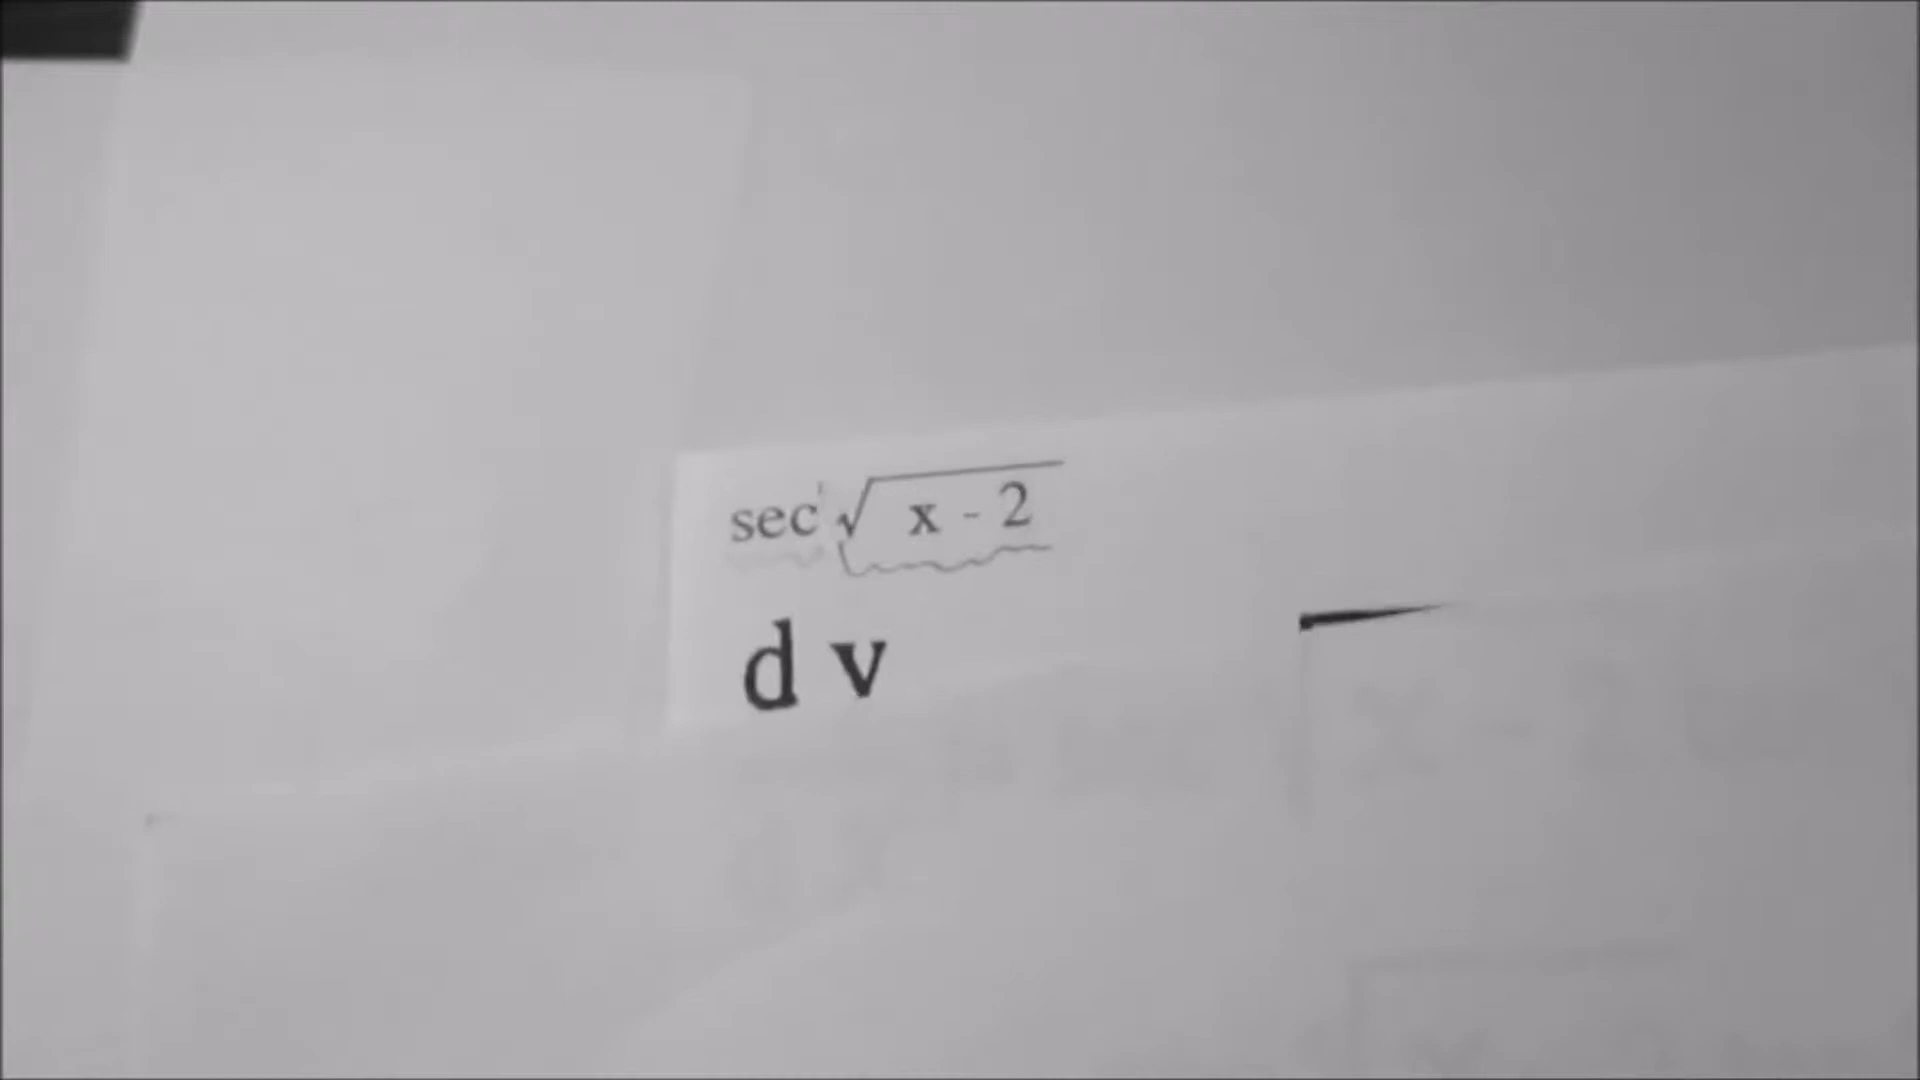 sec' √x - 2
d v